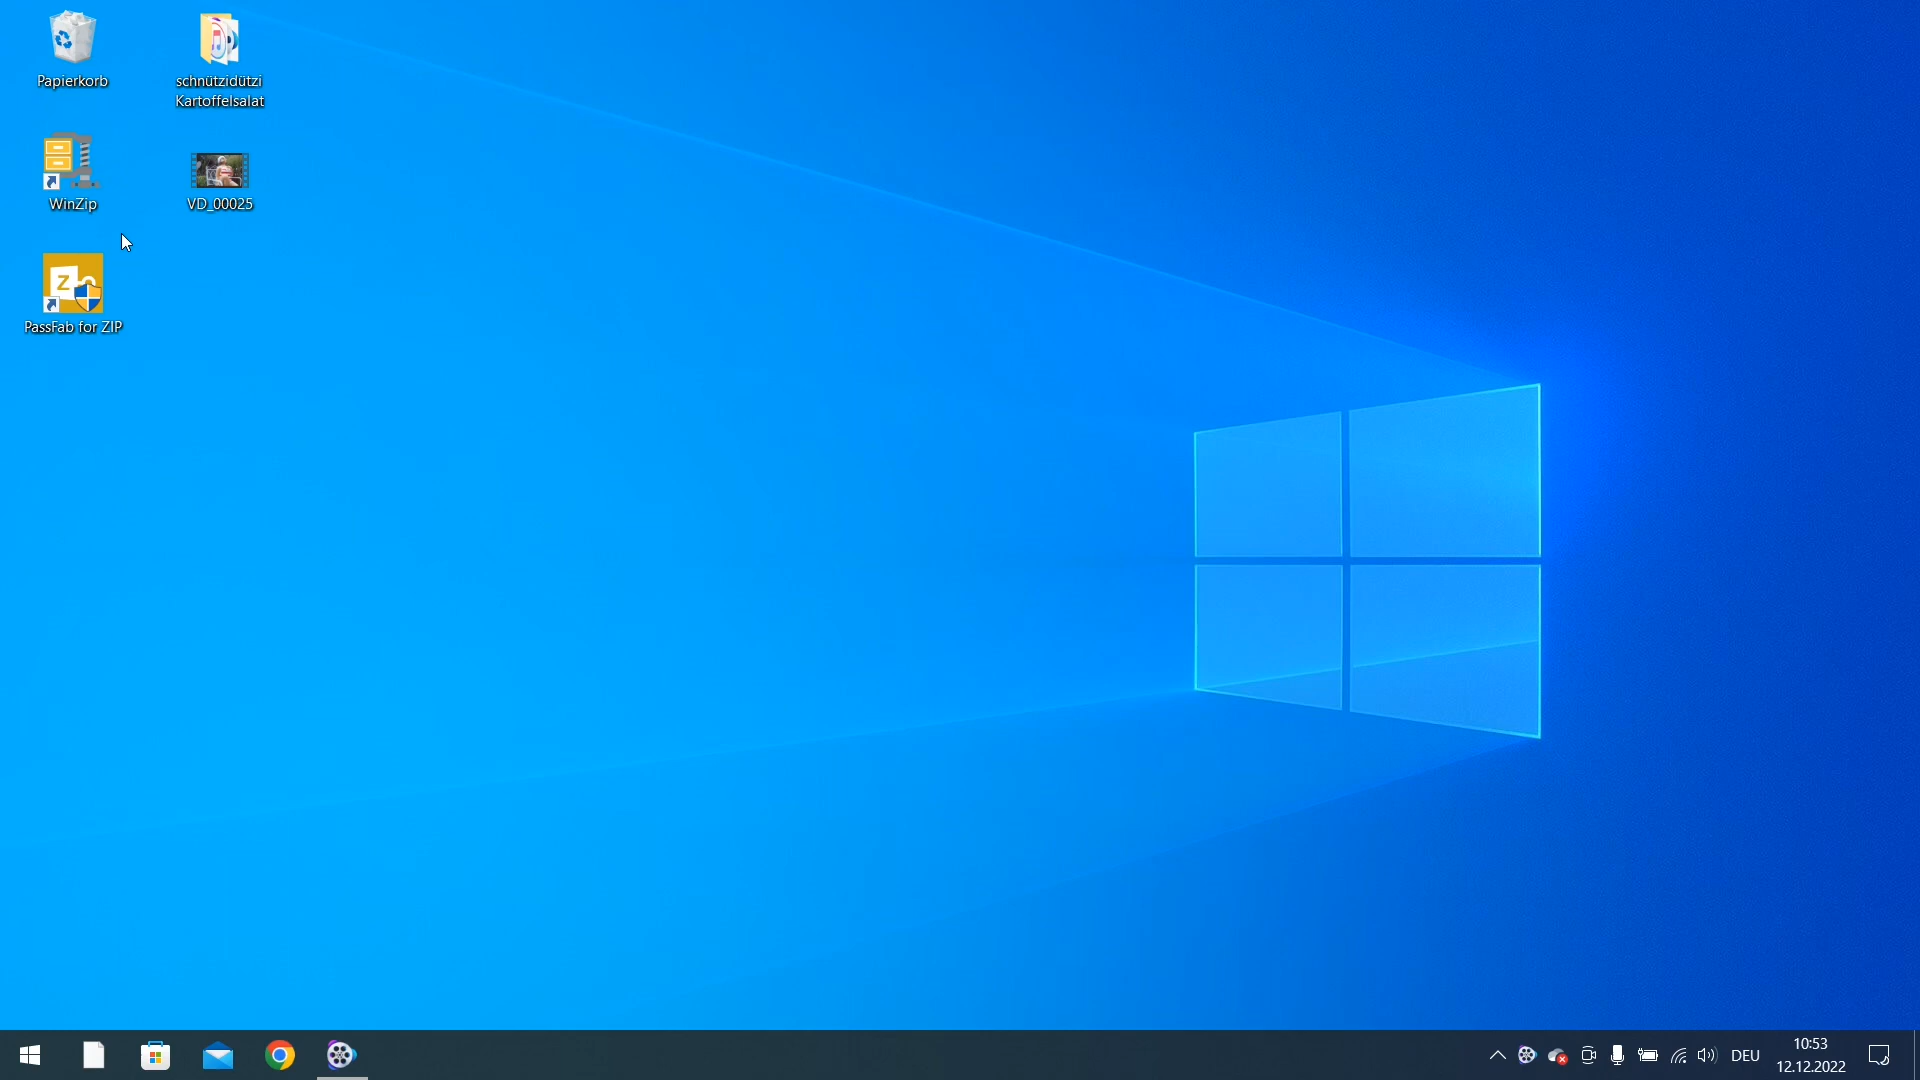 Papierkorb
schnützidützi
Kartoffelsalat
WinZip
VD_00025
Z
PassFab for ZIP
DEU
10:53
12.12.2022